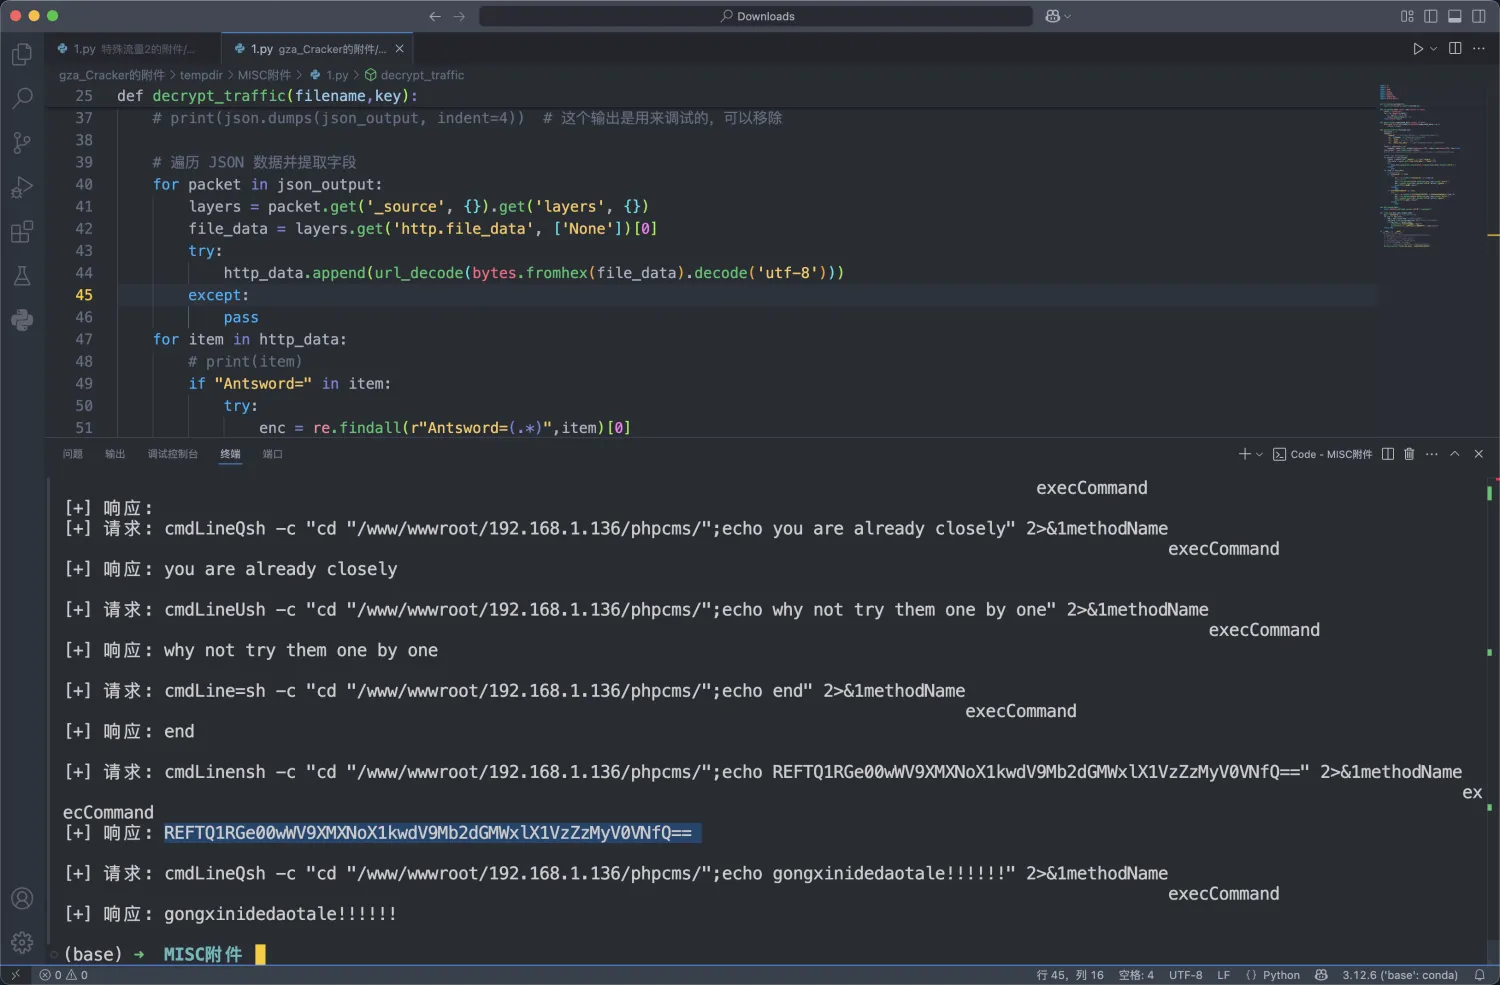 Downloads
1.py 特殊流量2的附件/...
1.py gza_Cracker的附件/...
gza_Cracker的附件 > tempdir > MISC附件 > 1.py > decrypt_traffic
25 def decrypt_traffic(filename,key):
37 # print(json.dumps(json_output, indent=4))  # 这个输出是用来调试的，可以移除
38
39 # 遍历 JSON 数据并提取字段
40 for packet in json_output:
41 layers = packet.get('_source', {}).get('layers', {})
42 file_data = layers.get('http.file_data', ['None'])[0]
43 try:
44 http_data.append(url_decode(bytes.fromhex(file_data).decode('utf-8')))
45 except:
46 pass
47 for item in http_data:
48 # print(item)
49 if "Antsword=" in item:
50 try:
51 enc = re.findall(r"Antsword=(.*)",item)[0]
问题 输出 调试控制台 终端 端口
Code - MISC附件
execCommand
[+] 响应:
[+] 请求: cmdLineQsh -c "cd "/www/wwwroot/192.168.1.136/phpcms/";echo you are already closely" 2>&1methodName
execCommand
[+] 响应: you are already closely
[+] 请求: cmdLineUsh -c "cd "/www/wwwroot/192.168.1.136/phpcms/";echo why not try them one by one" 2>&1methodName
execCommand
[+] 响应: why not try them one by one
[+] 请求: cmdLine=sh -c "cd "/www/wwwroot/192.168.1.136/phpcms/";echo end" 2>&1methodName
execCommand
[+] 响应: end
[+] 请求: cmdLinensh -c "cd "/www/wwwroot/192.168.1.136/phpcms/";echo REFTQ1RGe00wWV9XMXNoX1kwdV9Mb2dGMWxlX1VzZzMyV0VNfQ==" 2>&1methodName
ex
ecCommand
[+] 响应: REFTQ1RGe00wWV9XMXNoX1kwdV9Mb2dGMWxlX1VzZzMyV0VNfQ==
[+] 请求: cmdLineQsh -c "cd "/www/wwwroot/192.168.1.136/phpcms/";echo gongxinidedaotale!!!!!!" 2>&1methodName
execCommand
[+] 响应: gongxinidedaotale!!!!!!
(base) → MISC附件
0 0 行 45, 列 16 空格: 4 UTF-8 LF {} Python 3.12.6 ('base': conda)